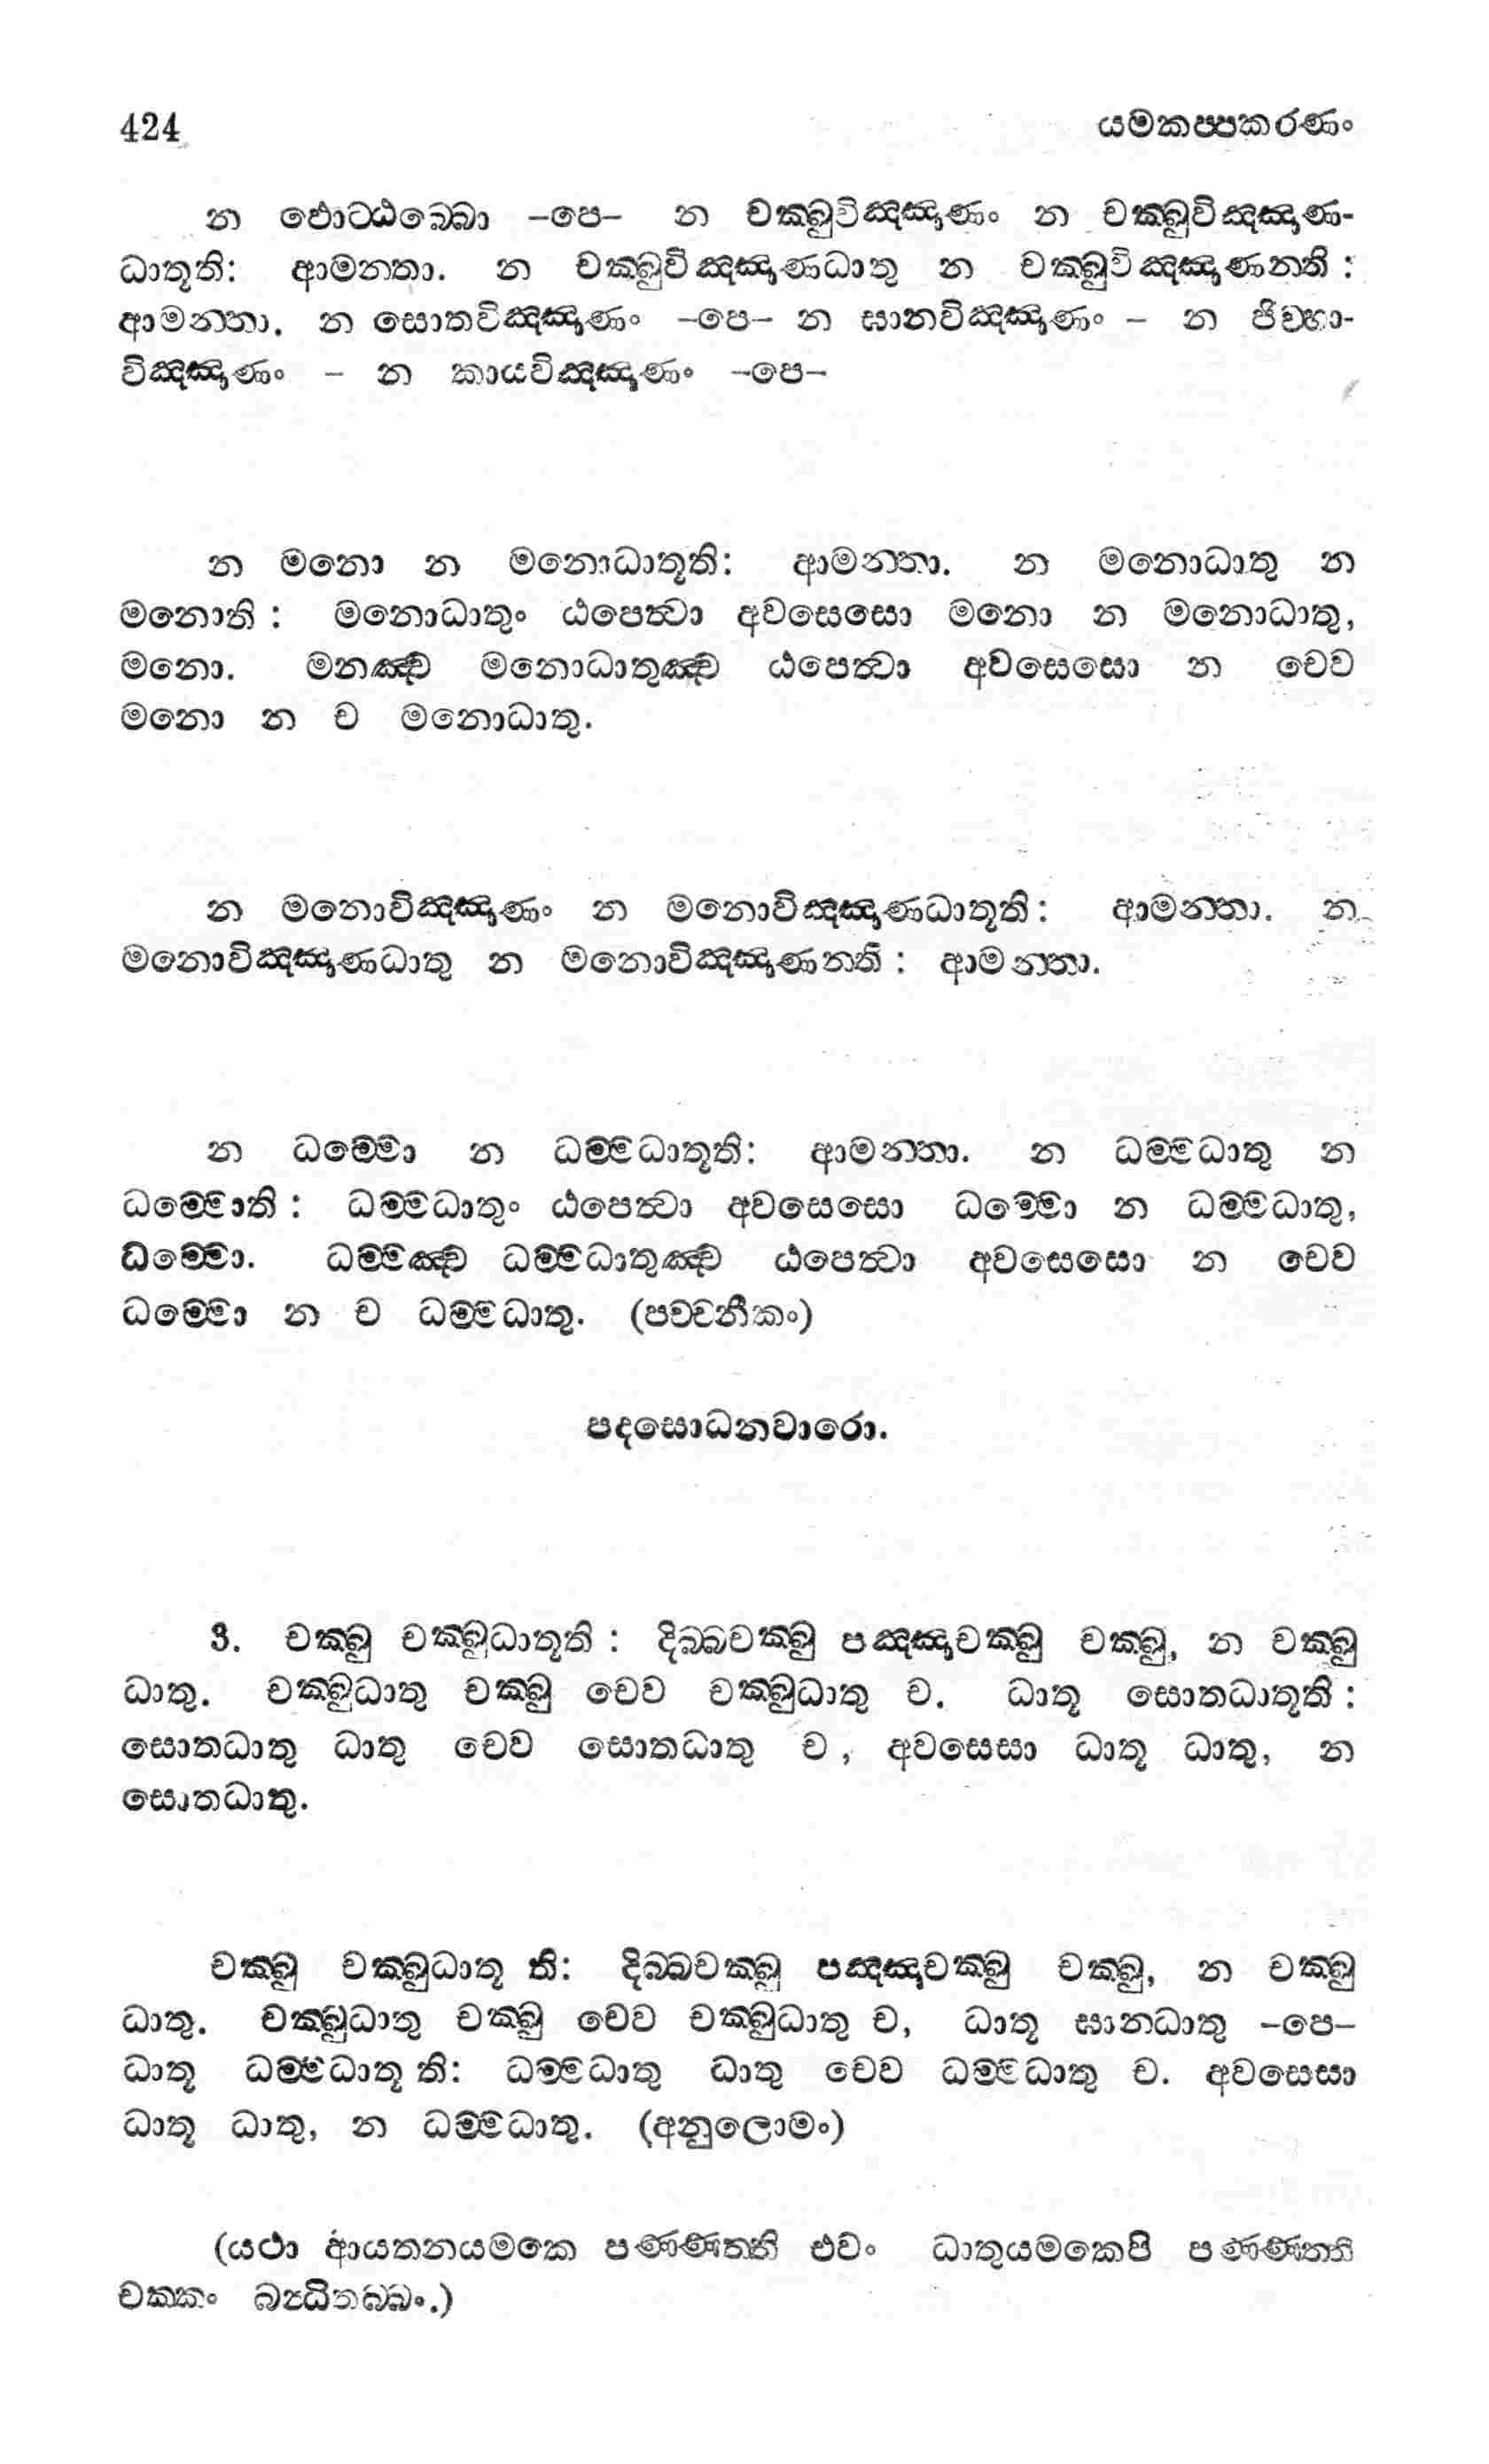 424 යමකප්පකරණං
න ඵොට්ඨබ්බො –පෙ– න චක්ඛුවිඤ්ඤාණං න චක්ඛුවිඤ්ඤාණ-
ධාතූති: ආමන්තා. න චක්ඛුවිඤ්ඤාණධාතු න චක්ඛුවිඤ්ඤාණන්ති :
ආමන්තා. න සොතවිඤ්ඤාණං –පෙ– න ඝානවිඤ්ඤාණං – න ජිව්හා-
විඤ්ඤාණං – න කායවිඤ්ඤාණං –පෙ–
න මනො න මනොධාතූති: ආමන්තා. න මනොධාතු න
මනොති : මනොධාතුං ඨපෙත්වා අවසෙසො මනො න මනොධාතු,
මනො. මනඤ්ච මනොධාතුඤ්ච ඨපෙත්වා අවසෙසො න චෙව
මනො න ච මනොධාතු.
න මනොවිඤ්ඤාණං න මනොවිඤ්ඤාණධාතූති: ආමන්තා. න
මනොවිඤ්ඤාණධාතු න මනොවිඤ්ඤාණන්ති : ආමන්තා.
න ධම්මො න ධම්මධාතූති: ආමන්තා. න ධම්මධාතු න
ධම්මොති : ධම්මධාතුං ඨපෙත්වා අවසෙසො ධම්මො න ධම්මධාතු,
ධම්මො. ධම්මඤ්ච ධම්මධාතුඤ්ච ඨපෙත්වා අවසෙසො න චෙව
ධම්මො න ච ධම්මධාතු. (පච්චනීකං)
පදසොධනවාරො.
3. චක්ඛු චක්ඛුධාතූති : දිබ්බචක්ඛු පඤ්ඤාචක්ඛු චක්ඛු, න චක්ඛු
ධාතු. චක්ඛුධාතු චක්ඛු චෙව චක්ඛුධාතු ච. ධාතූ සොතධාතූති :
සොතධාතු ධාතු චෙව සොතධාතු ච, අවසෙසා ධාතූ ධාතු, න
සොතධාතු.
චක්ඛු චක්ඛුධාතූ ති: දිබ්බචක්ඛු පඤ්ඤාචක්ඛු චක්ඛු, න චක්ඛු
ධාතු. චක්ඛුධාතු චක්ඛු චෙව චක්ඛුධාතු ච, ධාතූ ඝානධාතු –පෙ–
ධාතූ ධම්මධාතූ ති: ධම්මධාතු ධාතු චෙව ධම්මධාතු ච. අවසෙසා
ධාතූ ධාතු, න ධම්මධාතු. (අනුලොමං)
(යථා ආයතනයමකෙ පණ්ණත්ති එවං ධාතුයමකෙපි පණ්ණත්ති
චක්කං බන්ධිතබ්බං.)